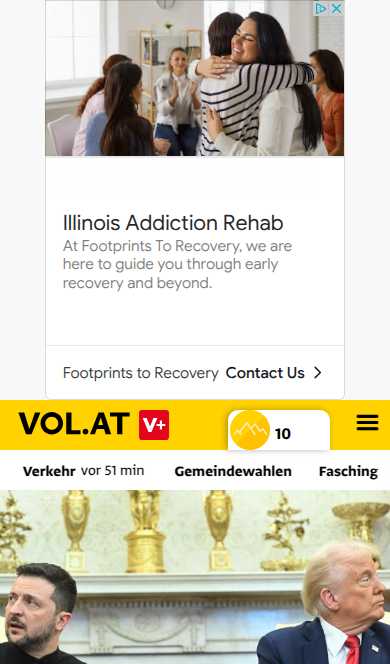 Illinois Addiction Rehab
At Footprints To Recovery, we are
here to guide you through early
recovery and beyond.
Footprints to Recovery Contact Us
VOL.AT V+ 10
Verkehr vor 51 min Gemeindewahlen Fasching